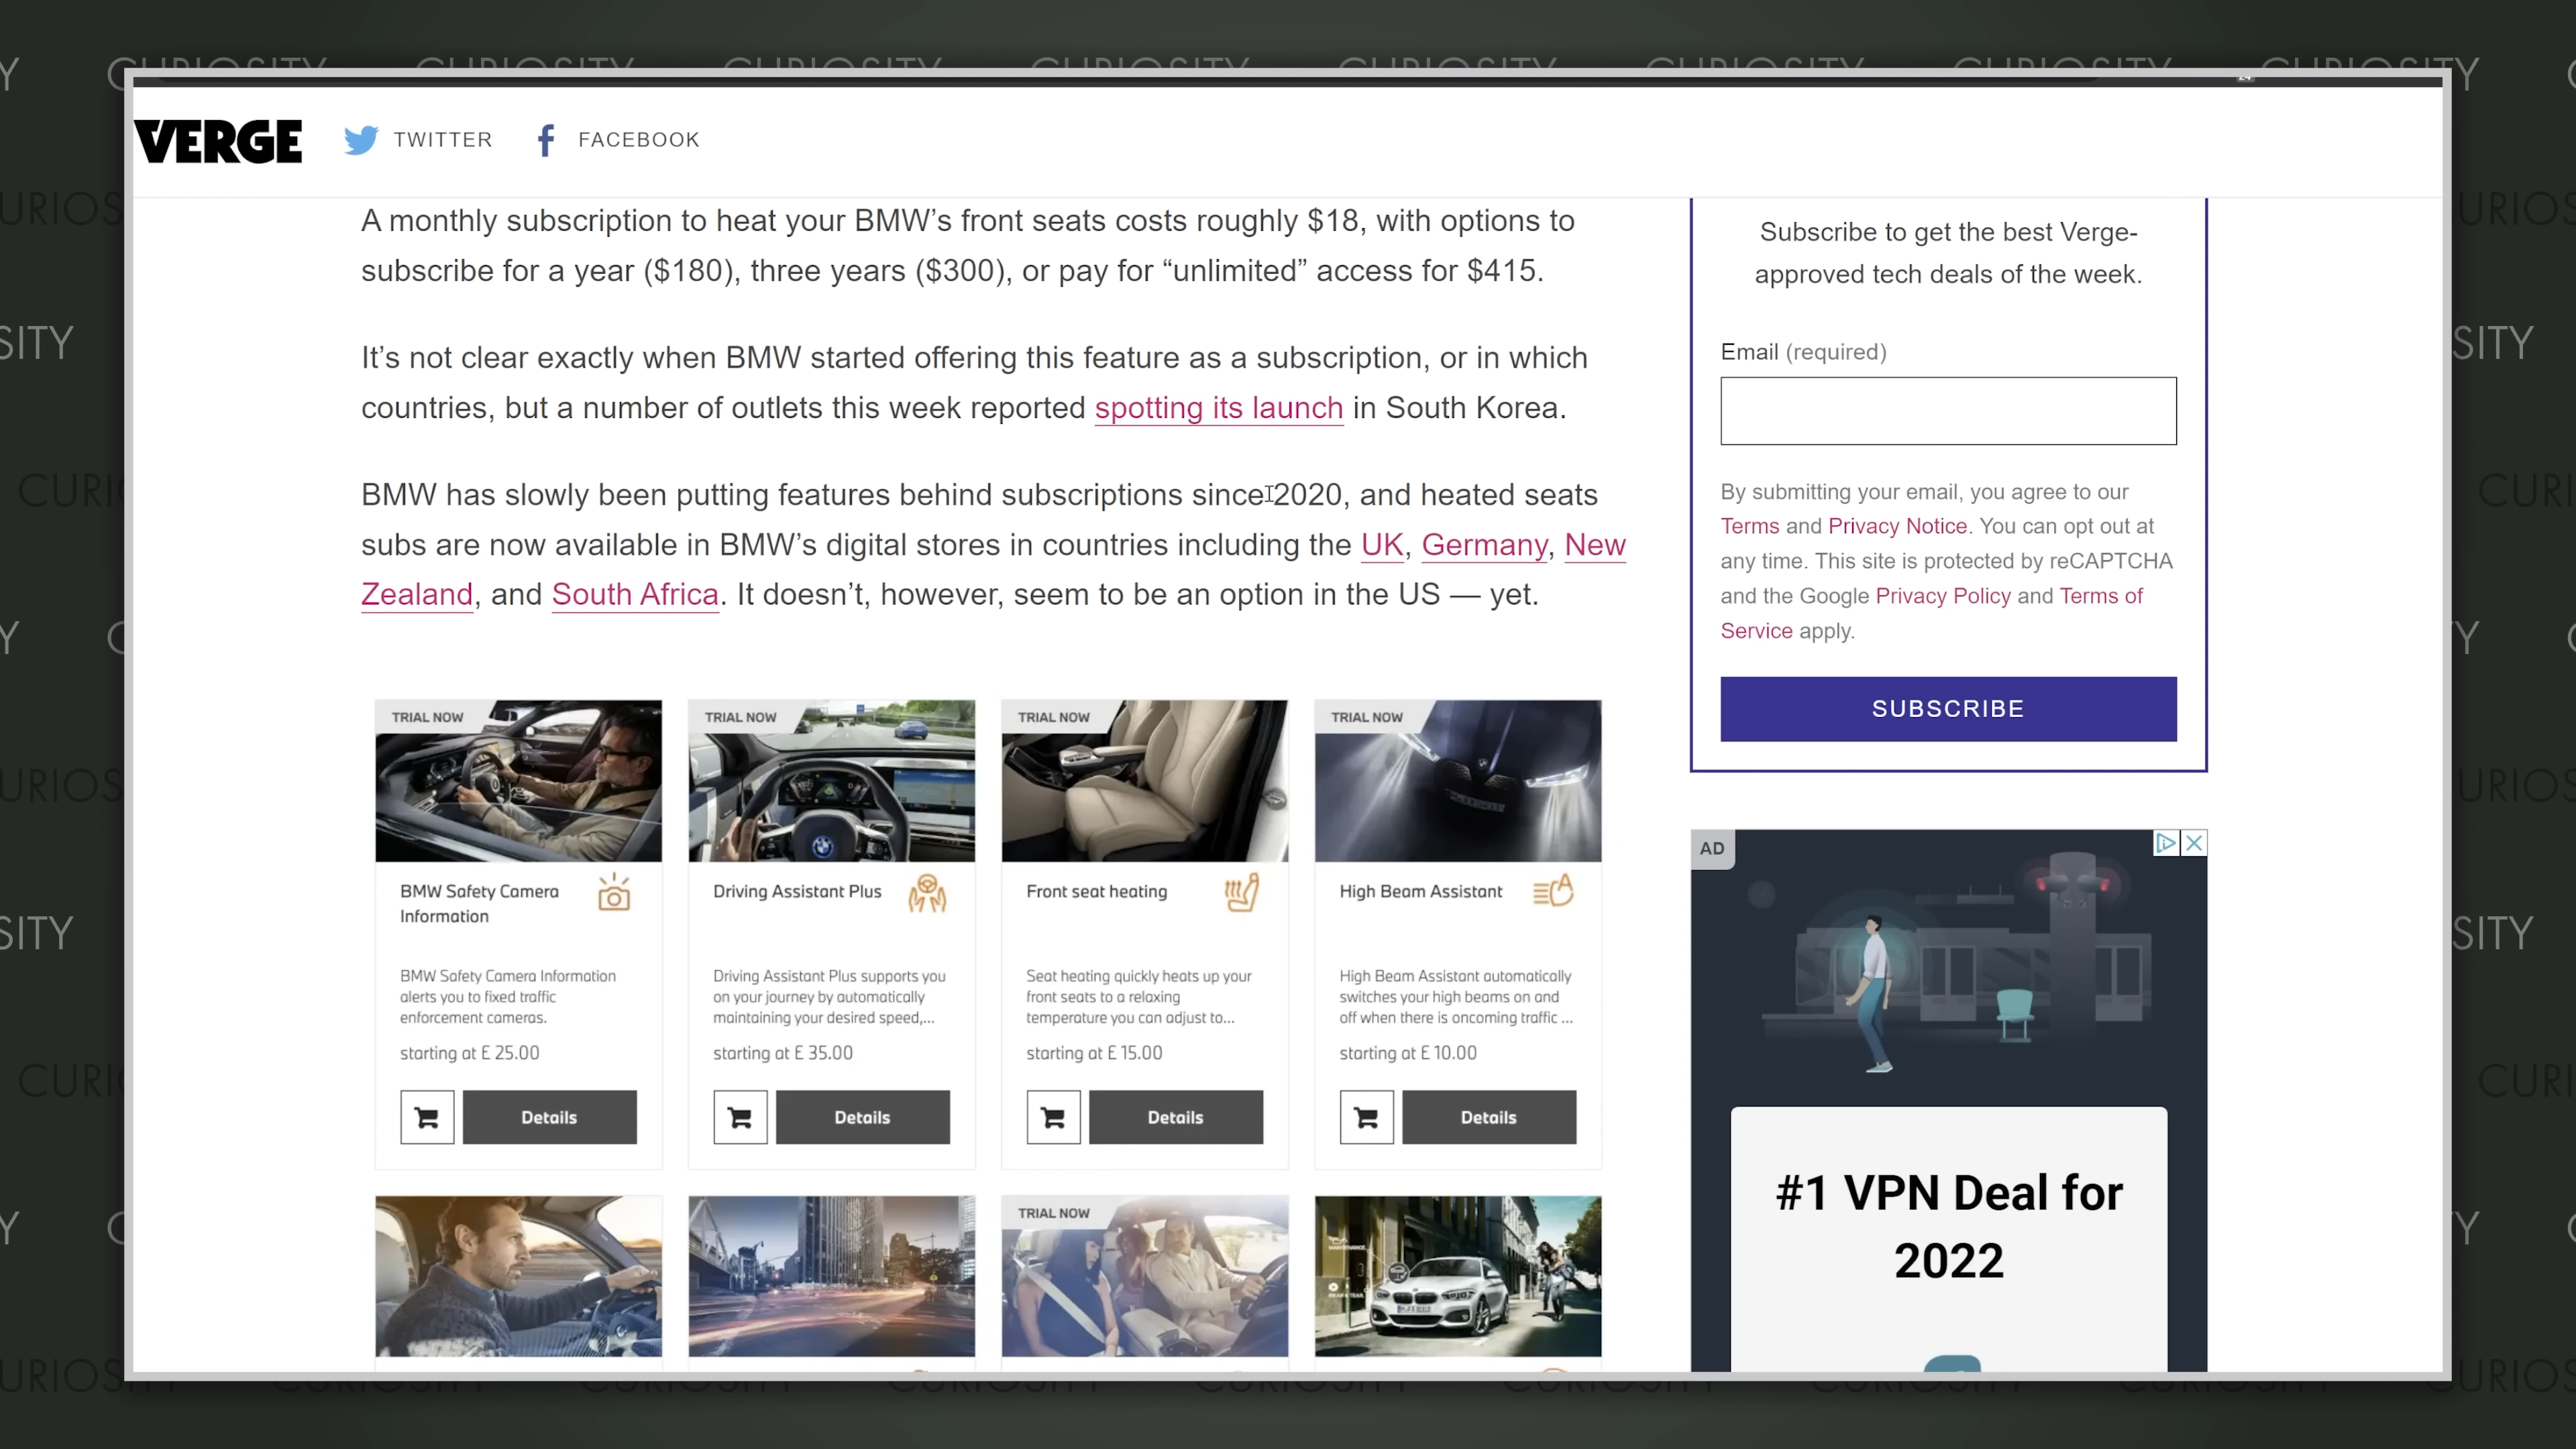 VERGE
TWITTER
FACEBOOK
A monthly subscription to heat your BMW’s front seats costs roughly $18, with options to
subscribe for a year ($180), three years ($300), or pay for “unlimited” access for $415.
It’s not clear exactly when BMW started offering this feature as a subscription, or in which
countries, but a number of outlets this week reported spotting its launch in South Korea.
BMW has slowly been putting features behind subscriptions since 2020, and heated seats
subs are now available in BMW’s digital stores in countries including the UK, Germany, New
Zealand, and South Africa. It doesn’t, however, seem to be an option in the US — yet.
TRIAL NOW
BMW Safety Camera
Information
BMW Safety Camera Information
alerts you to fixed traffic
enforcement cameras.
starting at £ 25.00
Details
TRIAL NOW
Driving Assistant Plus
Driving Assistant Plus supports you
on your journey by automatically
maintaining your desired speed,...
starting at £ 35.00
Details
TRIAL NOW
Front seat heating
Seat heating quickly heats up your
front seats to a relaxing
temperature you can adjust to...
starting at £ 15.00
Details
TRIAL NOW
High Beam Assistant
High Beam Assistant automatically
switches your high beams on and
off when there is oncoming traffic ...
starting at £ 10.00
Details
TRIAL NOW
Subscribe to get the best Verge-
approved tech deals of the week.
Email (required)
By submitting your email, you agree to our
Terms and Privacy Notice. You can opt out at
any time. This site is protected by reCAPTCHA
and the Google Privacy Policy and Terms of
Service apply.
SUBSCRIBE
AD
#1 VPN Deal for
2022
CURIOSITY CURIOSITY CURIOSITY CURIOSITY CURIOSITY CURIOSITY CURIOSITY CURIOSITY